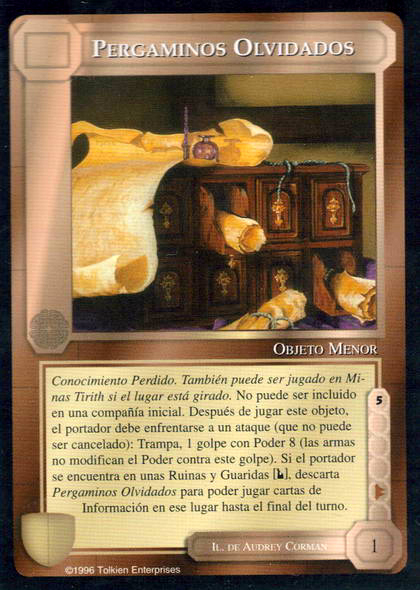 PERGAMINOS OLVIDADOS
OBJETO MENOR
Conocimiento Perdido. También puede ser jugado en Mi-
nas Tirith si el lugar está girado. No puede ser incluido
en una compañía inicial. Después de jugar este objeto,
el portador debe enfrentarse a un ataque (que no puede
ser cancelado): Trampa, 1 golpe con Poder 8 (las armas
no modifican el Poder contra este golpe). Si el portador
se encuentra en unas Ruinas y Guaridas [], descarta
Pergaminos Olvidados para poder jugar cartas de
Información en ese lugar hasta el final del turno.
5
IL. DE AUDREY CORMAN
1
©1996 Tolkien Enterprises